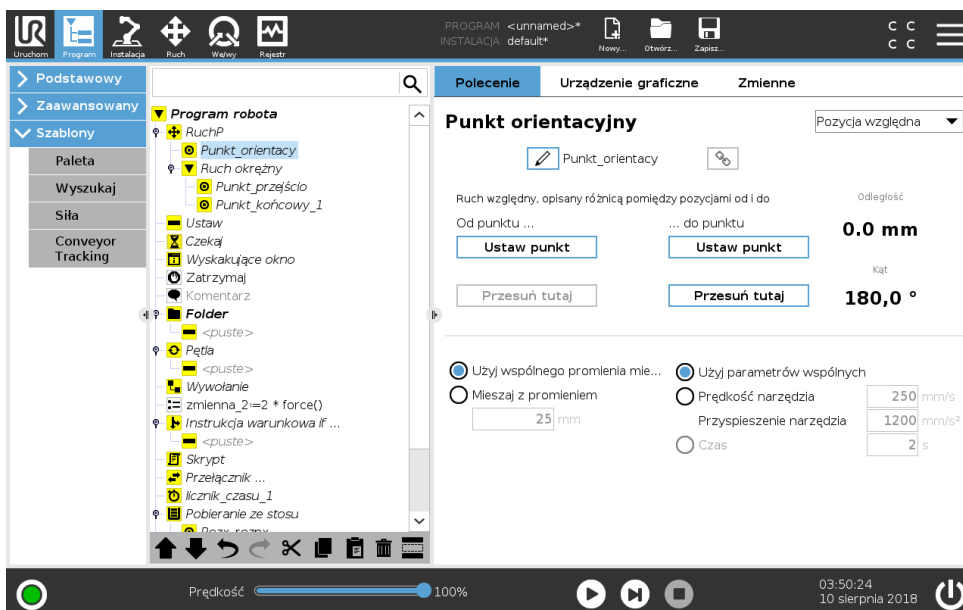 UR
PROGRAM <unnamed>*
INSTALACJA default*
Uruchom Program Instalacja Ruch We/wy Rejestr
Nowy... Otwórz... Zapisz...
C C
C C
Podstawowy
Zaawansowany
Szablony
Paleta
Wyszukaj
Siła
Conveyor
Tracking
Program robota
RuchP
Punkt_orientacy
Ruch okrężny
Punkt_przejścio
Punkt_końcowy_1
Ustaw
Czekaj
Wyskakujące okno
Zatrzymaj
Komentarz
Folder
<puste>
Pętla
<puste>
Wywołanie
zmienna_2:=2 * force()
Instrukcja warunkowa if ...
<puste>
Skrypt
Przełącznik ...
licznik_czasu_1
Pobieranie ze stosu
Polecenie Urządzenie graficzne Zmienne
Punkt orientacyjny
Pozycja względna
Punkt_orientacy
Ruch względny, opisany różnicą pomiędzy pozycjami od i do
Odległość
Od punktu ... ... do punktu
0.0 mm
Ustaw punkt Ustaw punkt
Kąt
Przesuń tutaj Przesuń tutaj
180,0 °
Użyj wspólnego promienia mie...
Mieszaj z promieniem
25 mm
Użyj parametrów wspólnych
Prędkość narzędzia 250 mm/s
Przyspieszenie narzędzia 1200 mm/s²
Czas 2 s
Prędkość 100%
03:50:24
10 sierpnia 2018